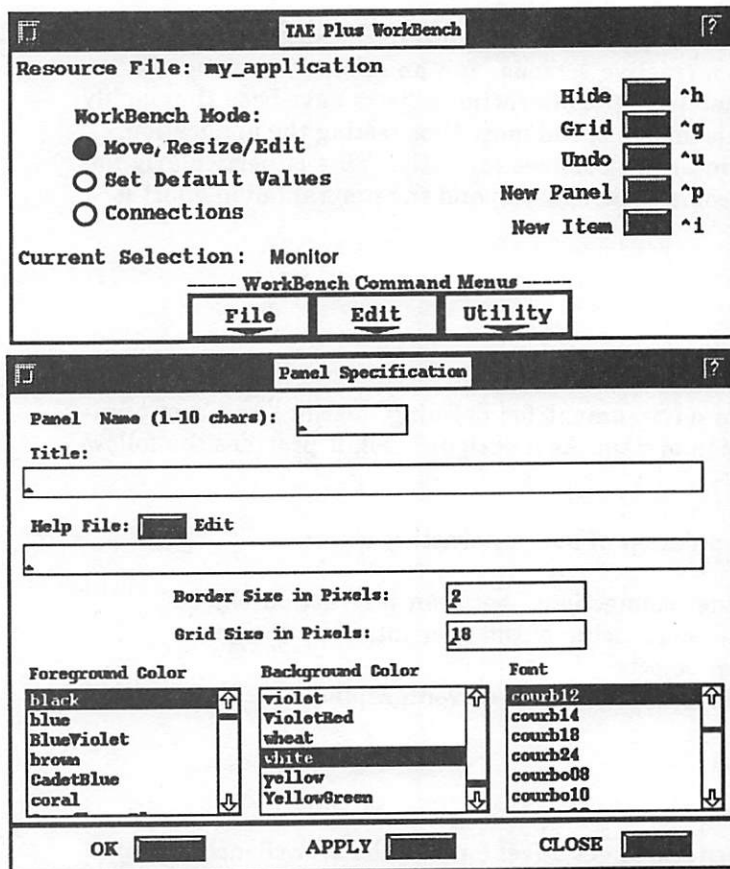 TAE Plus WorkBench
?
Resource File: my_application
WorkBench Mode:
Move, Resize/Edit
Set Default Values
Connections
Hide ^h
Grid ^g
Undo ^u
New Panel ^p
New Item ^i
Current Selection: Monitor
----- WorkBench Command Menus -----
File Edit Utility
Panel Specification
?
Panel Name (1-10 chars):
Title:
Help File: Edit
Border Size in Pixels: 2
Grid Size in Pixels: 18
Foreground Color
black
blue
BlueViolet
brown
CadetBlue
coral
Background Color
violet
VioletRed
wheat
white
yellow
YellowGreen
Font
courb12
courb14
courb18
courb24
courbo08
courbo10
OK APPLY CLOSE